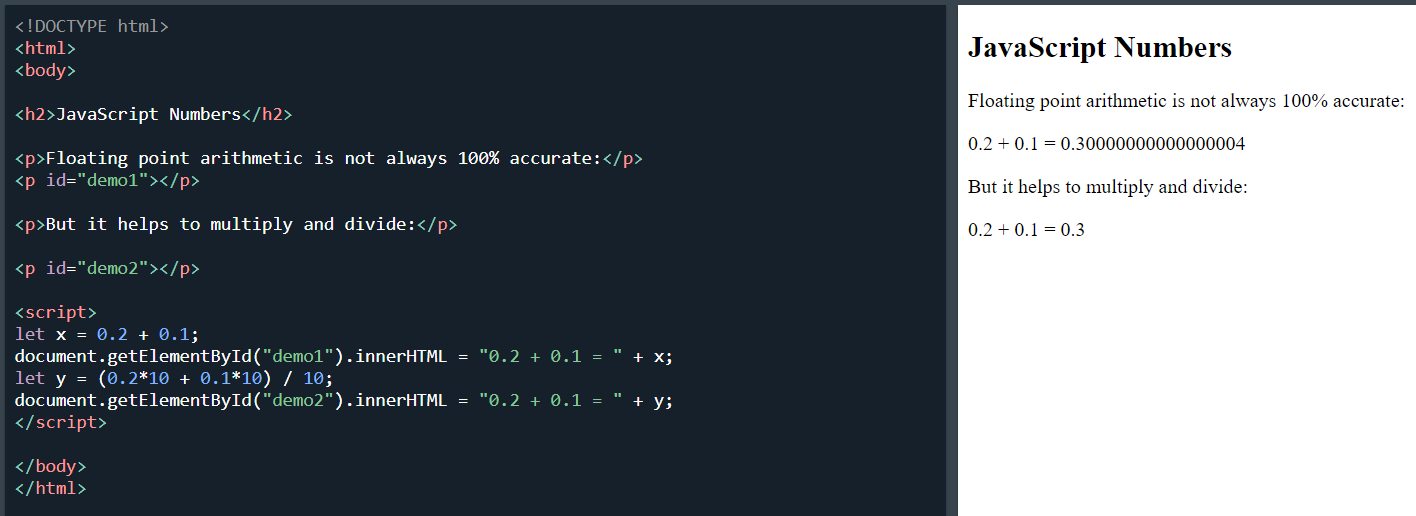 <!DOCTYPE html>
<html>
<body>
<h2>JavaScript Numbers</h2>
<p>Floating point arithmetic is not always 100% accurate:</p>
<p id="demo1"></p>
<p>But it helps to multiply and divide:</p>
<p id="demo2"></p>
<script>
let x = 0.2 + 0.1;
document.getElementById("demo1").innerHTML = "0.2 + 0.1 = " + x;
let y = (0.2*10 + 0.1*10) / 10;
document.getElementById("demo2").innerHTML = "0.2 + 0.1 = " + y;
</script>
</body>
</html>
JavaScript Numbers
Floating point arithmetic is not always 100% accurate:
0.2 + 0.1 = 0.30000000000000004
But it helps to multiply and divide:
0.2 + 0.1 = 0.3